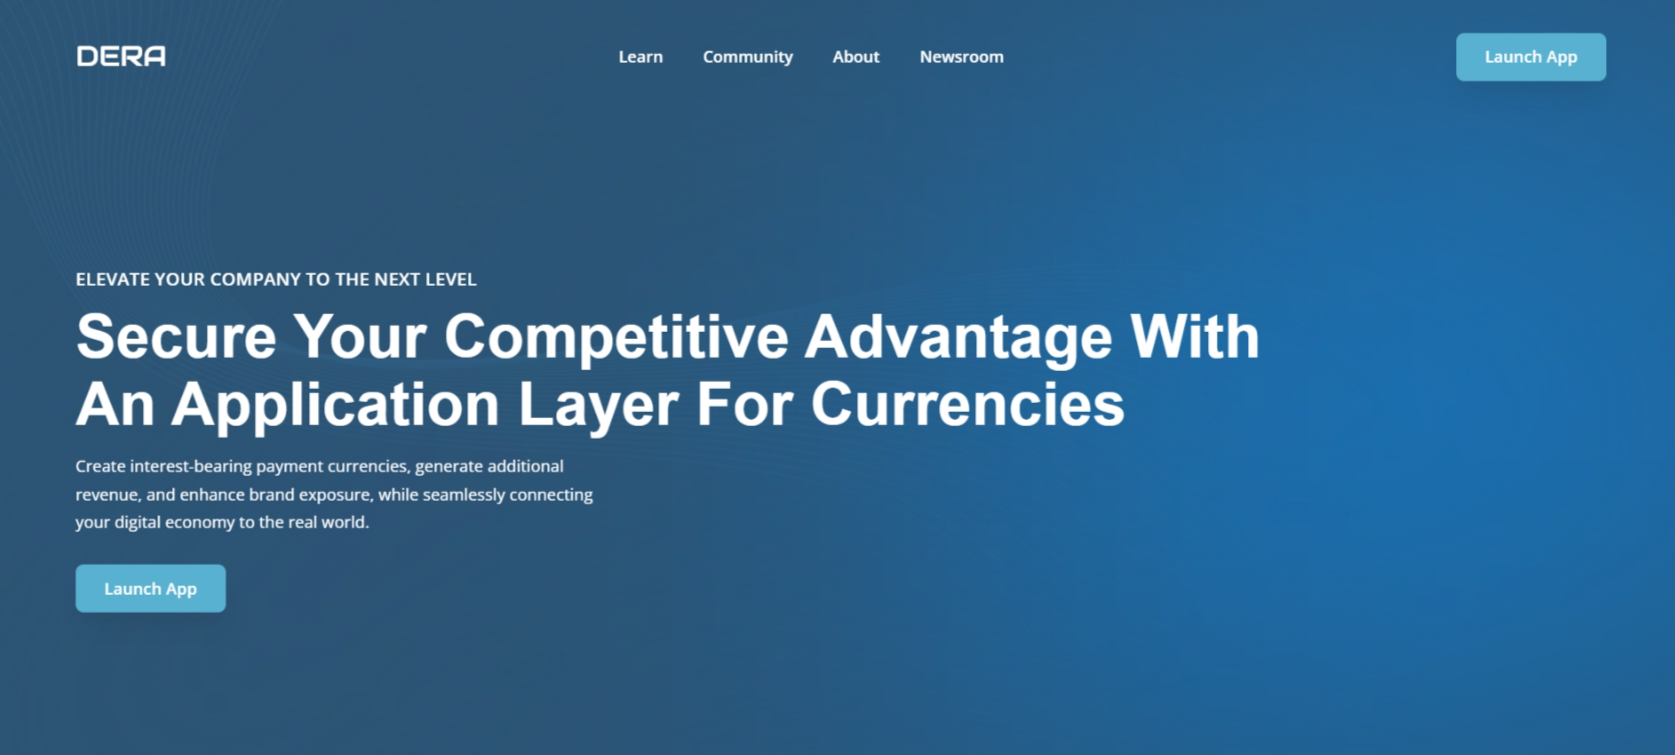 DERA
Learn
Community
About
Newsroom
Launch App
ELEVATE YOUR COMPANY TO THE NEXT LEVEL
Secure Your Competitive Advantage With
An Application Layer For Currencies
Create interest-bearing payment currencies, generate additional
revenue, and enhance brand exposure, while seamlessly connecting
your digital economy to the real world.
Launch App